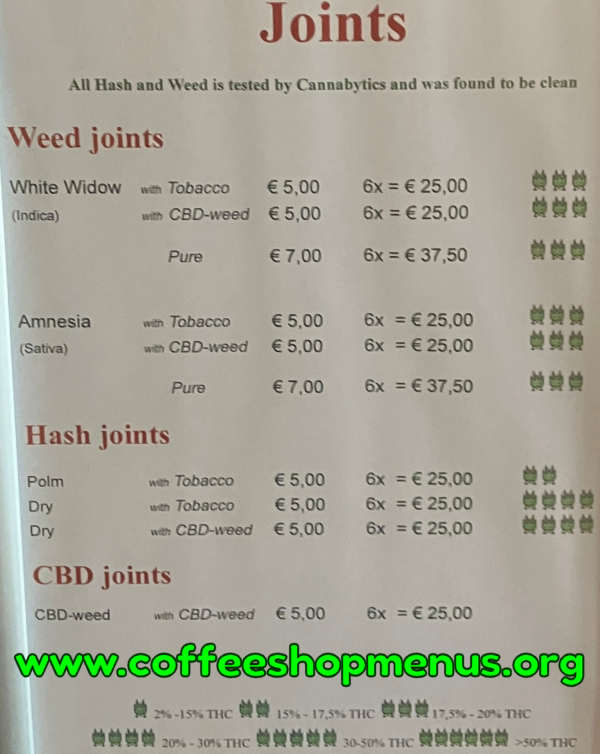 Joints
All Hash and Weed is tested by Cannabytics and was found to be clean
Weed joints
White Widow with Tobacco € 5,00 6x = € 25,00
(Indica) with CBD-weed € 5,00 6x = € 25,00
Pure € 7,00 6x = € 37,50
Amnesia with Tobacco € 5,00 6x = € 25,00
(Sativa) with CBD-weed € 5,00 6x = € 25,00
Pure € 7,00 6x = € 37,50
Hash joints
Polm with Tobacco € 5,00 6x = € 25,00
Dry with Tobacco € 5,00 6x = € 25,00
Dry with CBD-weed € 5,00 6x = € 25,00
CBD joints
CBD-weed with CBD-weed € 5,00 6x = € 25,00
www.coffeeshopmenus.org
2% -15% THC 15% - 17,5% THC 17,5% - 20% THC
20% - 30% THC 30-50% THC >50% THC